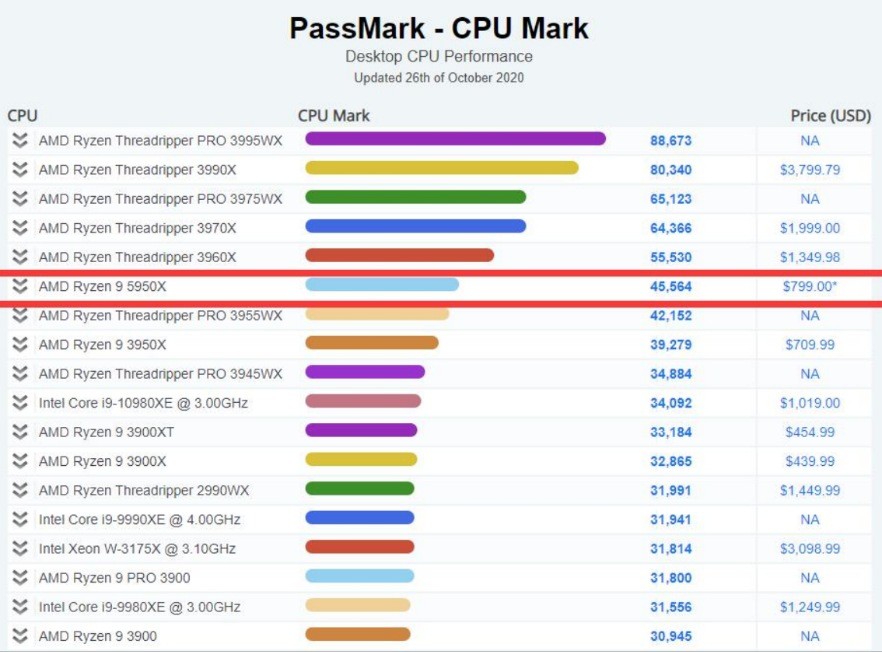 PassMark - CPU Mark
Desktop CPU Performance
Updated 26th of October 2020
CPU CPU Mark Price (USD)
AMD Ryzen Threadripper PRO 3995WX 88,673 NA
AMD Ryzen Threadripper 3990X 80,340 $3,799.79
AMD Ryzen Threadripper PRO 3975WX 65,123 NA
AMD Ryzen Threadripper 3970X 64,366 $1,999.00
AMD Ryzen Threadripper 3960X 55,530 $1,349.98
AMD Ryzen 9 5950X 45,564 $799.00*
AMD Ryzen Threadripper PRO 3955WX 42,152 NA
AMD Ryzen 9 3950X 39,279 $709.99
AMD Ryzen Threadripper PRO 3945WX 34,884 NA
Intel Core i9-10980XE @ 3.00GHz 34,092 $1,019.00
AMD Ryzen 9 3900XT 33,184 $454.99
AMD Ryzen 9 3900X 32,865 $439.99
AMD Ryzen Threadripper 2990WX 31,991 $1,449.99
Intel Core i9-9990XE @ 4.00GHz 31,941 NA
Intel Xeon W-3175X @ 3.10GHz 31,814 $3,098.99
AMD Ryzen 9 PRO 3900 31,800 NA
Intel Core i9-9980XE @ 3.00GHz 31,556 $1,249.99
AMD Ryzen 9 3900 30,945 NA